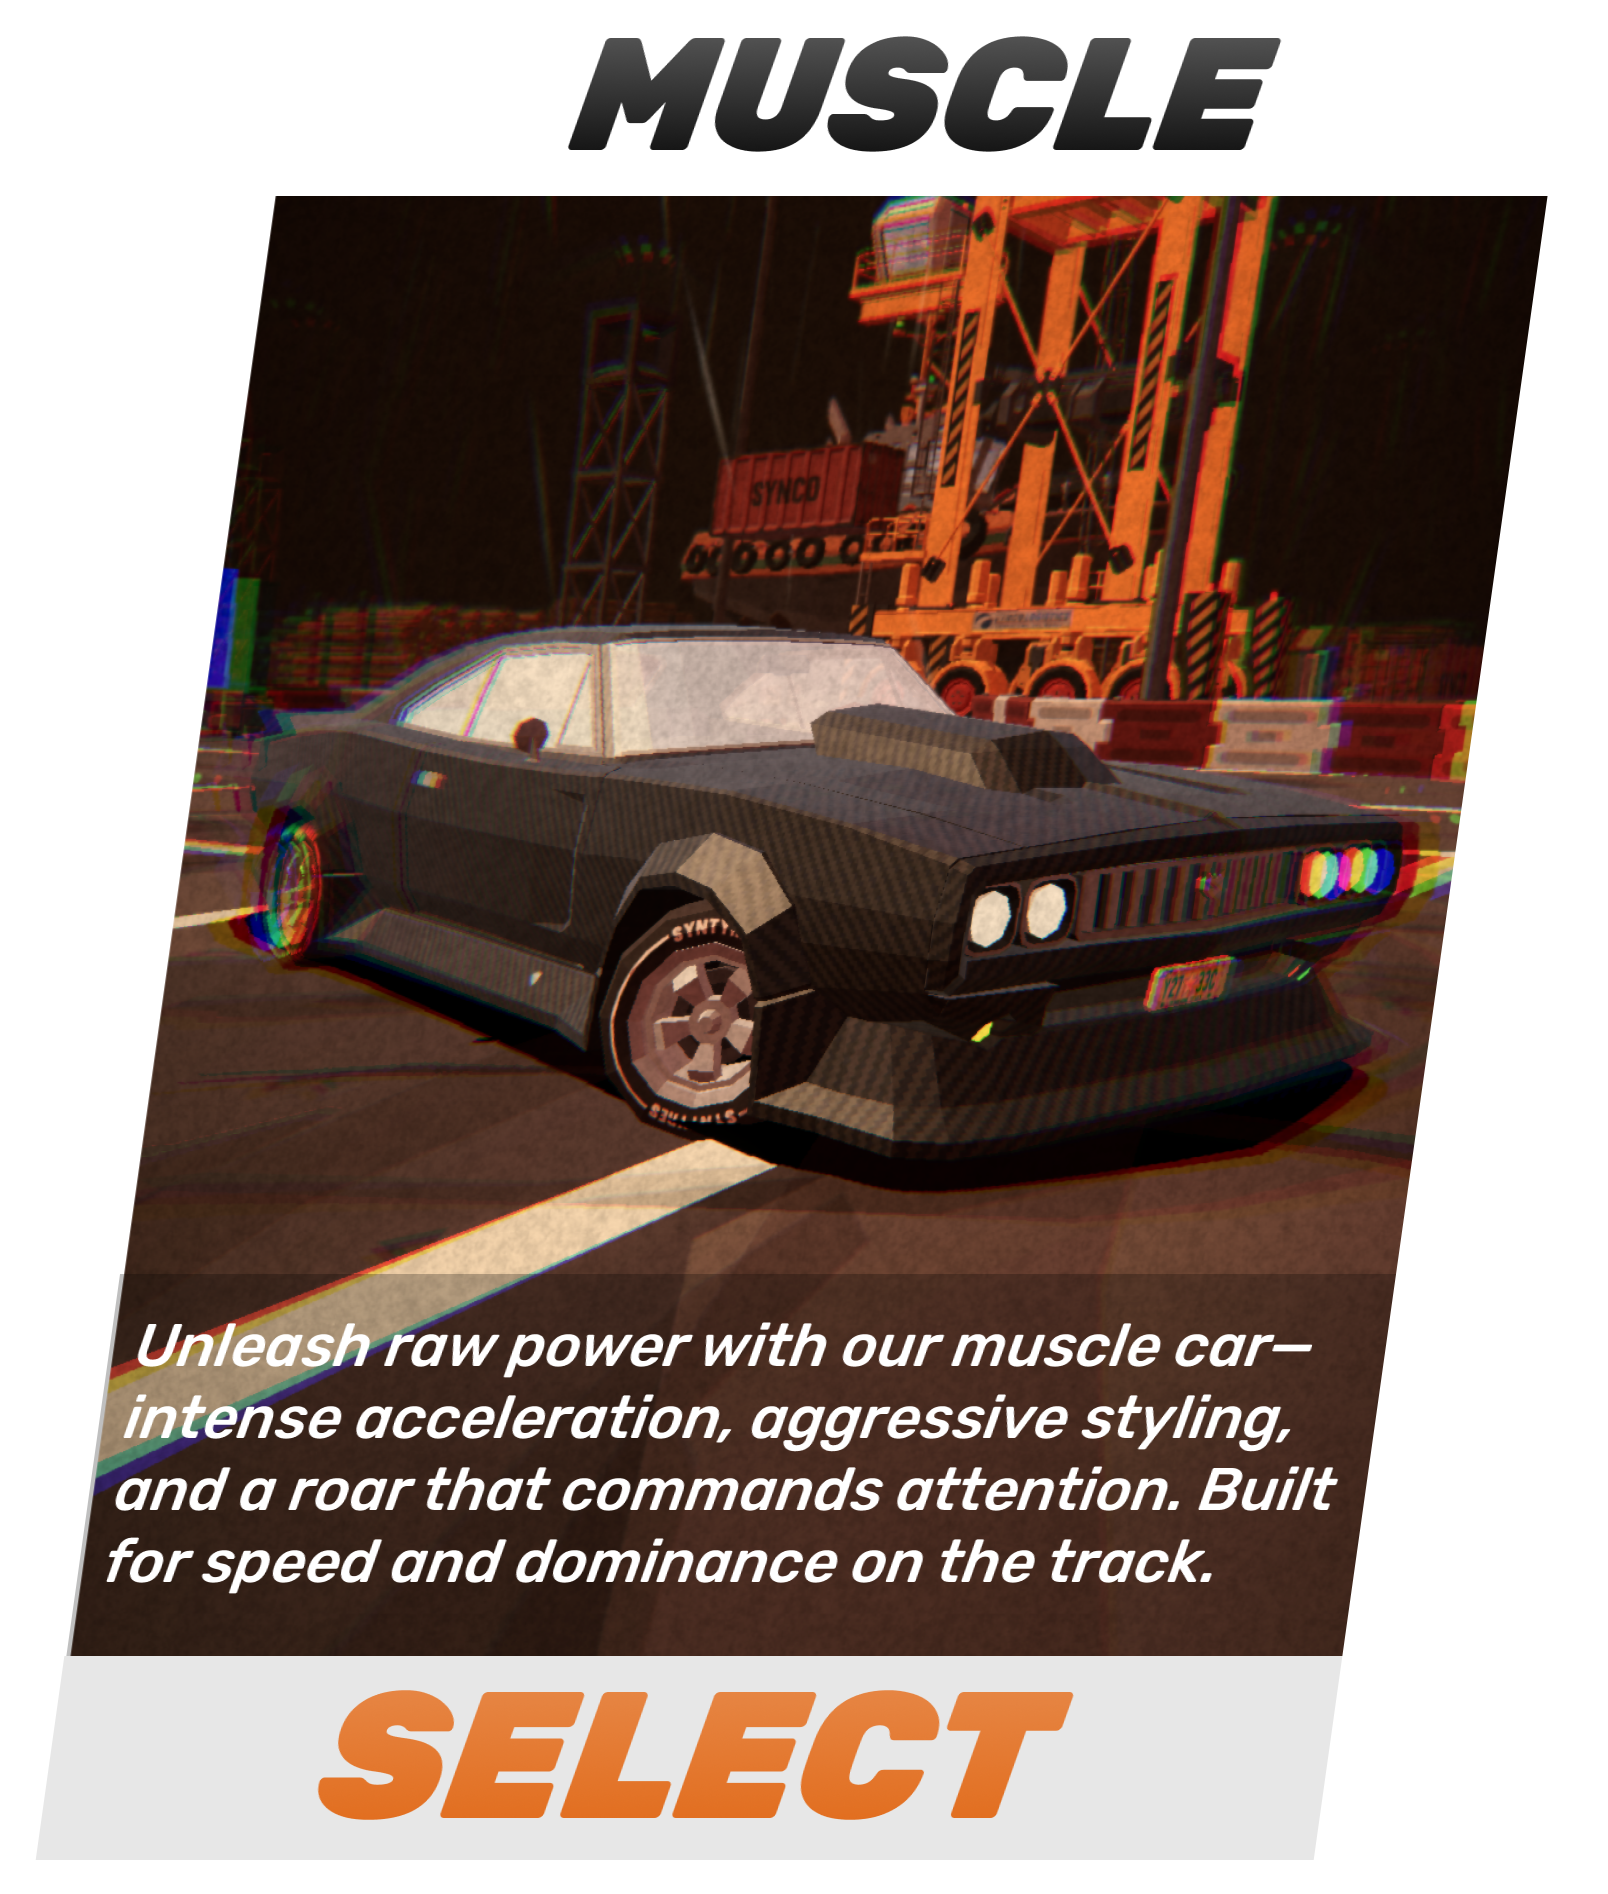 MUSCLE
SYNCO
Unleash raw power with our muscle car—
intense acceleration, aggressive styling,
and a roar that commands attention. Built
for speed and dominance on the track.
SELECT